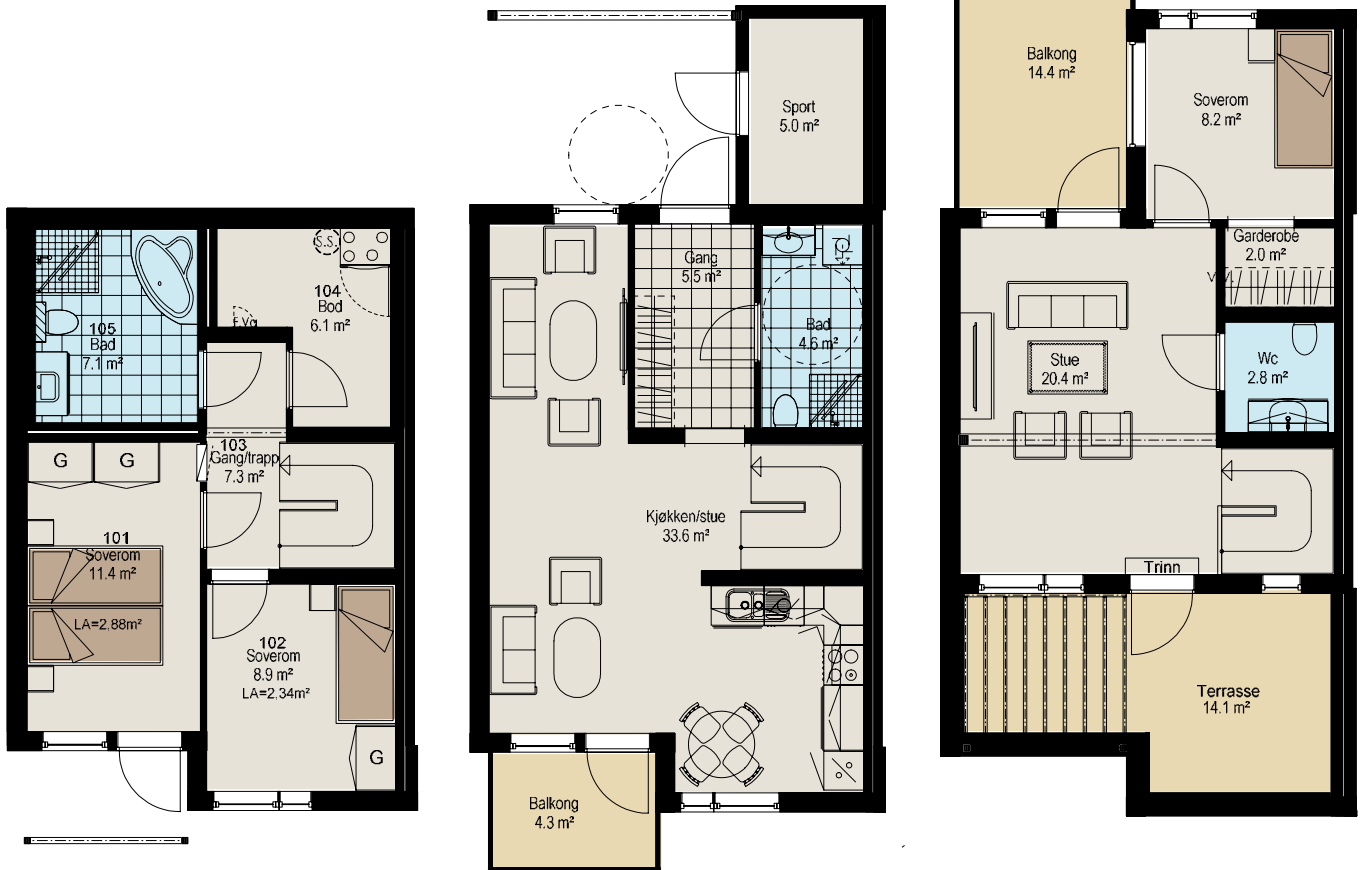 105
Bad
7.1 m²
S.S.
104
Bod
6.1 m²
F.Vg
103
Gang/trapp
7.3 m²
G
G
101
Soverom
11.4 m²
LA=2,88m²
102
Soverom
8.9 m²
LA=2,34m²
G
Sport
5.0 m²
Gang
5.5 m²
Bad
4.6 m²
Kjøkken/stue
33.6 m²
Balkong
4.3 m²
Balkong
14.4 m²
Soverom
8.2 m²
Garderobe
2.0 m²
Stue
20.4 m²
Wc
2.8 m²
Trinn
Terrasse
14.1 m²